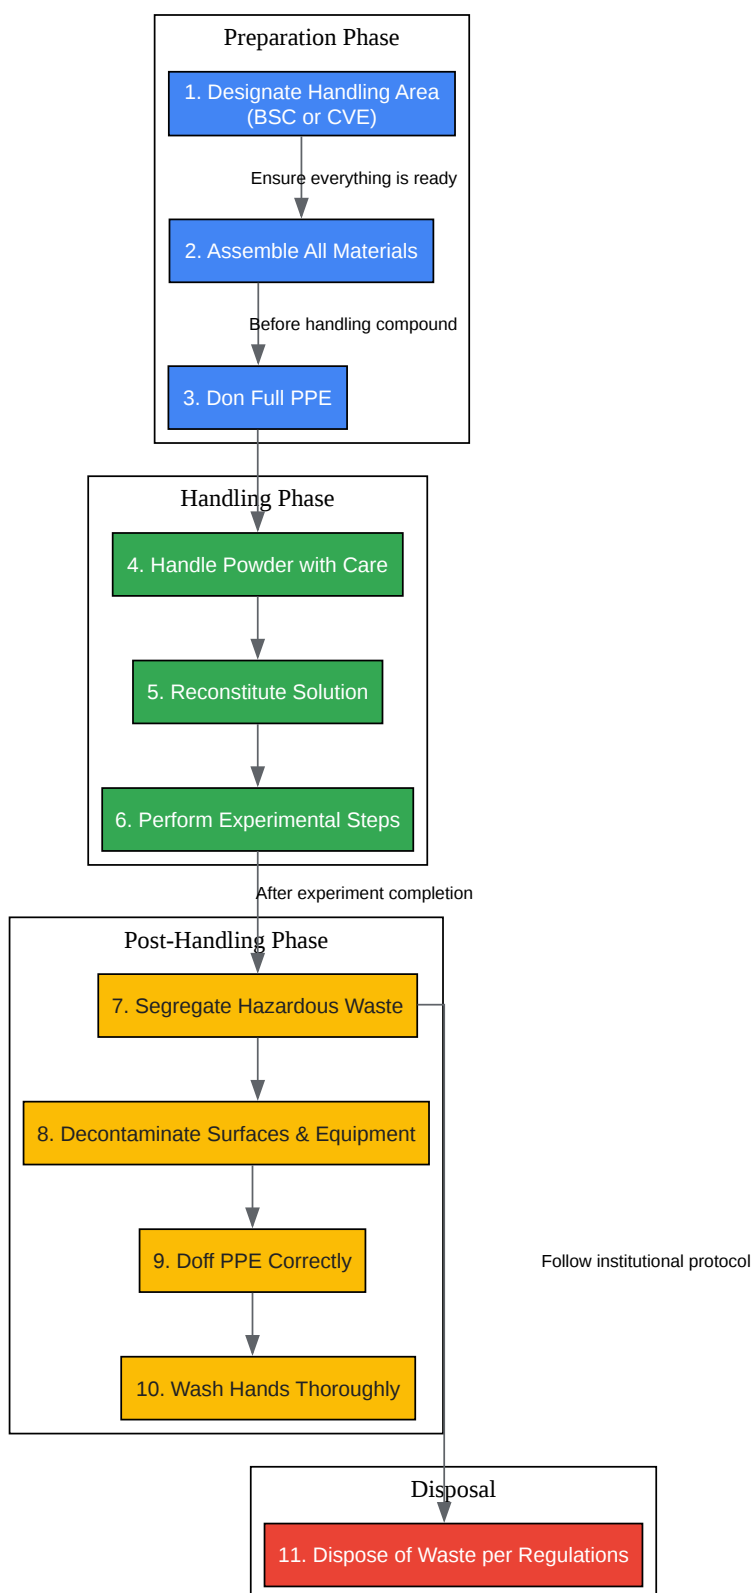 Preparation Phase
1. Designate Handling Area
(BSC or CVE)
Ensure everything is ready
2. Assemble All Materials
Before handling compound
3. Don Full PPE
Handling Phase
4. Handle Powder with Care
5. Reconstitute Solution
6. Perform Experimental Steps
After experiment completion
Post-Handling Phase
7. Segregate Hazardous Waste
8. Decontaminate Surfaces & Equipment
9. Doff PPE Correctly
Follow institutional protocol
10. Wash Hands Thoroughly
Disposal
11. Dispose of Waste per Regulations